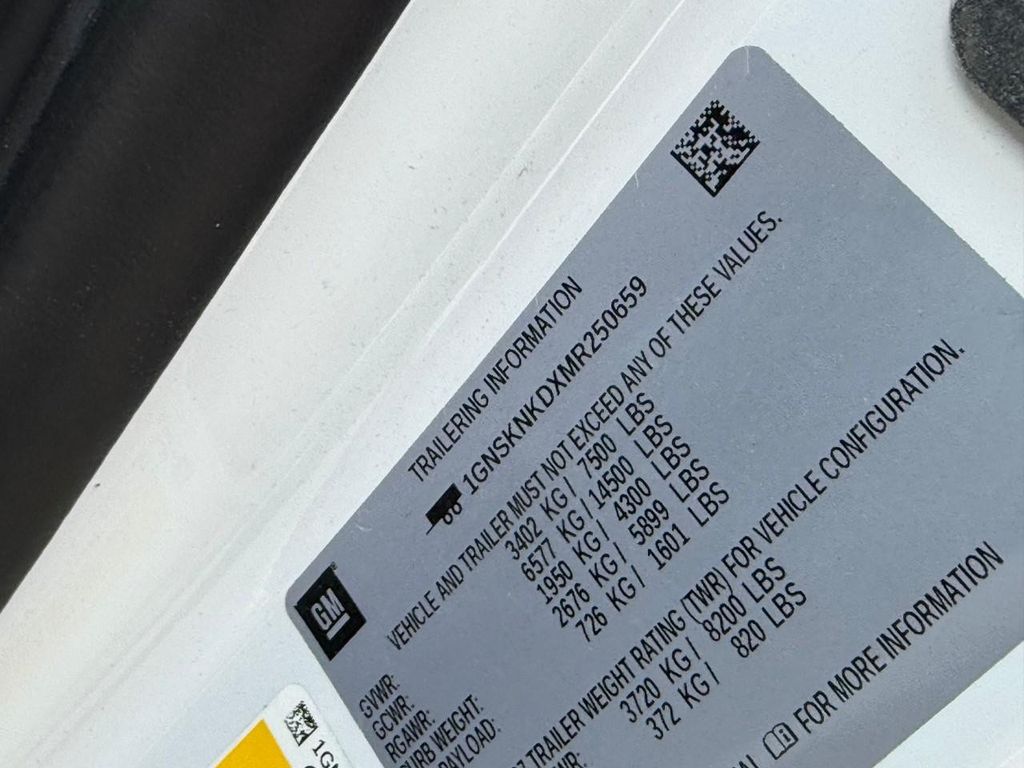 TRAILERING INFORMATION
1GNSKNKDXMR250659
GM
VEHICLE AND TRAILER MUST NOT EXCEED ANY OF THESE VALUES.
GVWR: 3402 KG / 7500 LBS
GCWR: 6577 KG / 14500 LBS
RGAWR: 1950 KG / 4300 LBS
WEIGHT: 2676 KG / 5899 LBS
PAYLOAD: 726 KG / 1601 LBS
TRAILER WEIGHT RATING (TWR) FOR VEHICLE CONFIGURATION.
3720 KG / 8200 LBS
372 KG / 820 LBS
FOR MORE INFORMATION